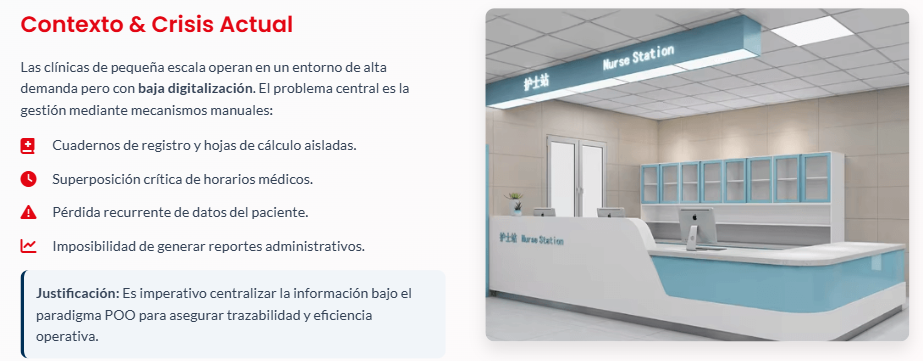 Contexto & Crisis Actual
Las clínicas de pequeña escala operan en un entorno de alta
demanda pero con baja digitalización. El problema central es la
gestión mediante mecanismos manuales:
Cuadernos de registro y hojas de cálculo aisladas.
Superposición crítica de horarios médicos.
Pérdida recurrente de datos del paciente.
Imposibilidad de generar reportes administrativos.
Justificación: Es imperativo centralizar la información bajo el
paradigma POO para asegurar trazabilidad y eficiencia
operativa.
护士站 Nurse Station
护士站 Nurse Station